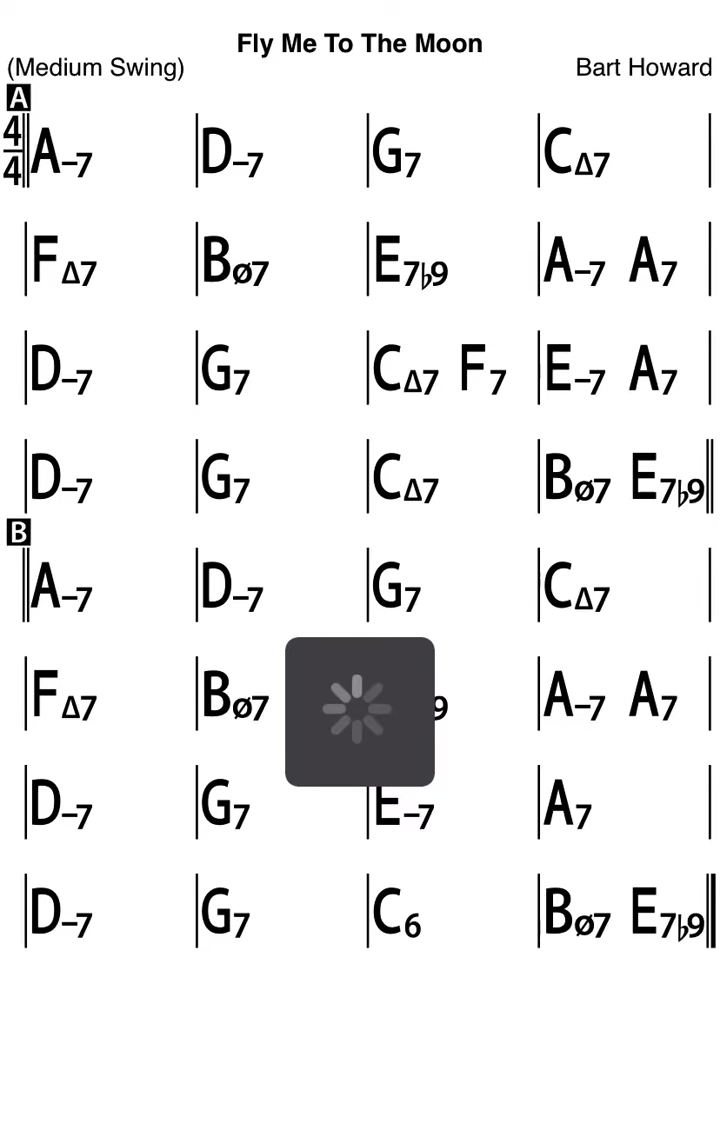 Fly Me To The Moon
(Medium Swing) Bart Howard
A
4/4 A–7 D–7 G7 CΔ7
FΔ7 Bø7 E7♭9 A–7 A7
D–7 G7 CΔ7 F7 E–7 A7
D–7 G7 CΔ7 Bø7 E7♭9
B
A–7 D–7 G7 CΔ7
FΔ7 Bø7 9 A–7 A7
D–7 G7 E–7 A7
D–7 G7 C6 Bø7 E7♭9